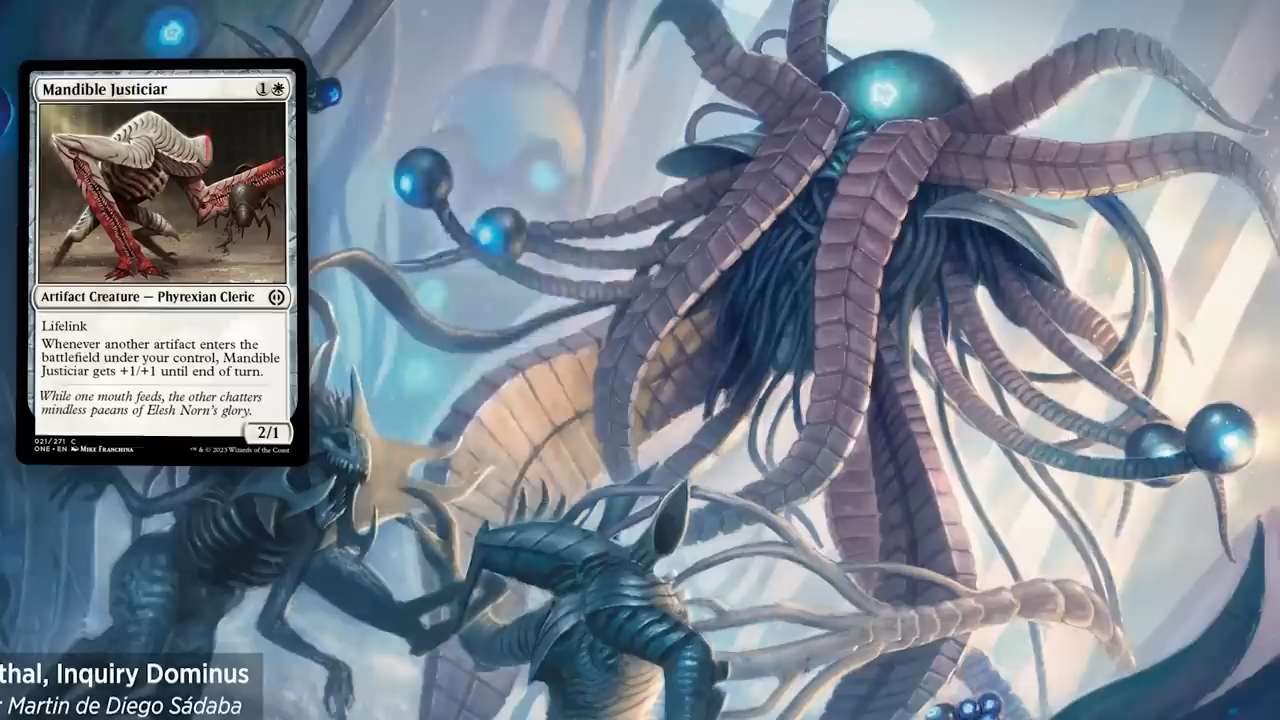 Mandible Justiciar 1
Artifact Creature — Phyrexian Cleric
Lifelink
Whenever another artifact enters the
battlefield under your control, Mandible
Justiciar gets +1/+1 until end of turn.
While one mouth feeds, the other chatters
mindless paeans of Elesh Norn's glory.
2/1
021/271 C
ONE • EN Mike Franchina
™ & © 2023 Wizards of the Coast
thal, Inquiry Dominus
Martin de Diego Sádaba